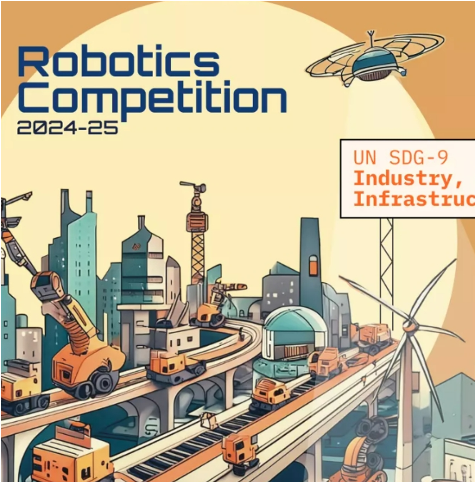 Robotics
Competition
2024-25
UN SDG-9
Industry,
Infrastruc